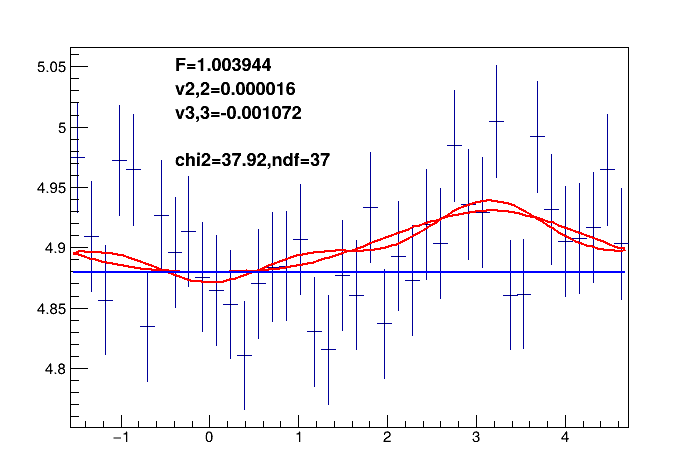 F=1.003944
v2,2=0.000016
v3,3=-0.001072
chi2=37.92,ndf=37
5.05
5
4.95
4.9
4.85
4.8
−1 0 1 2 3 4